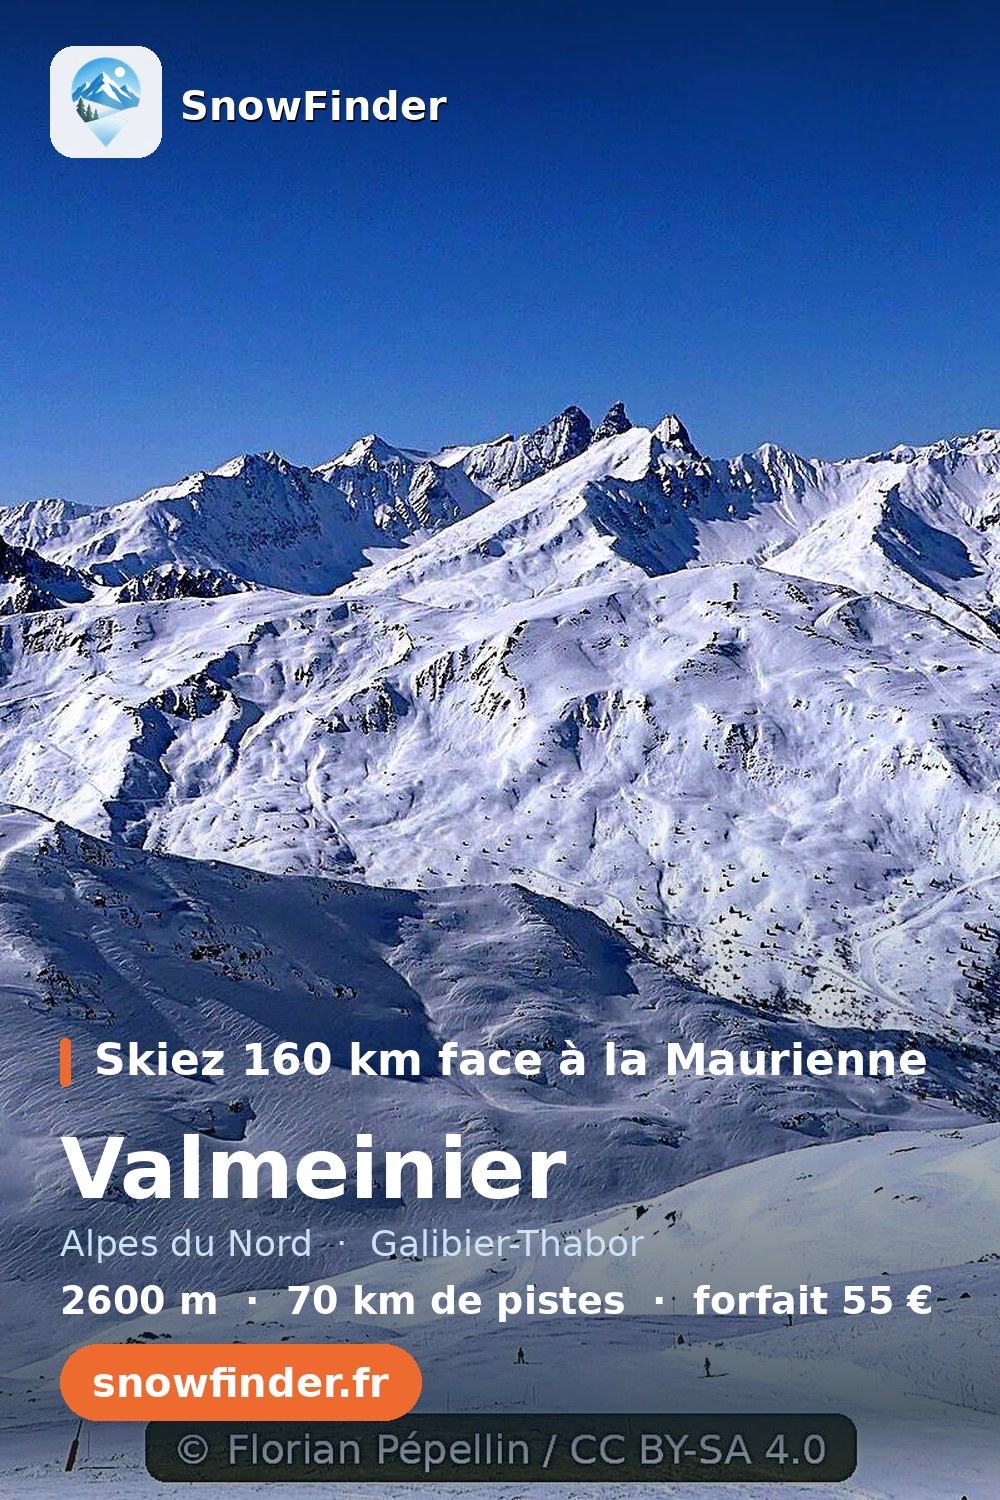 SnowFinder
Skiez 160 km face à la Maurienne
Valmeinier
Alpes du Nord · Galibier-Thabor
2600 m · 70 km de pistes · forfait 55 €
snowfinder.fr
© Florian Pépellin / CC BY-SA 4.0